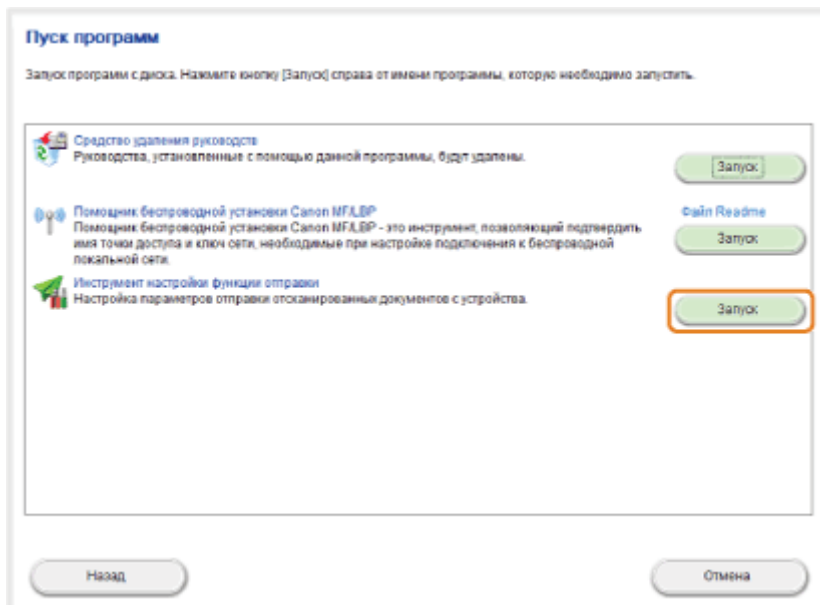 Пуск программ
Запуск программ с диска. Нажмите кнопку [Запуск] справа от имени программы, которую необходимо запустить.
Средство удаления руководств
Руководства, установленные с помощью данной программы, будут удалены.
Запуск
Помощник беспроводной установки Canon MF/LBP
Файл Readme
Помощник беспроводной установки Canon MF/LBP - это инструмент, позволяющий подтвердить
имя точки доступа и ключ сети, необходимые при настройке подключения к беспроводной
локальной сети.
Запуск
Инструмент настройки функции отправки
Настройка параметров отправки отсканированных документов с устройства.
Запуск
Назад
Отмена